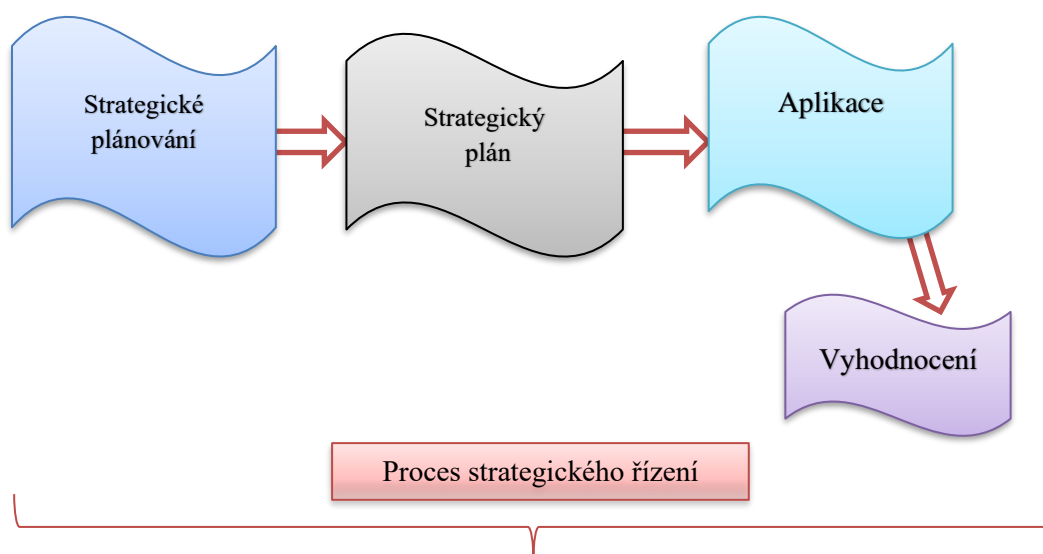 Strategické
plánování
Strategický
plán
Aplikace
Vyhodnocení
Proces strategického řízení